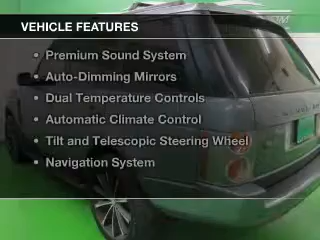 VEHICLE FEATURES
• Premium Sound System
• Auto-Dimming Mirrors
• Dual Temperature Controls
• Automatic Climate Control
• Tilt and Telescopic Steering Wheel
• Navigation System